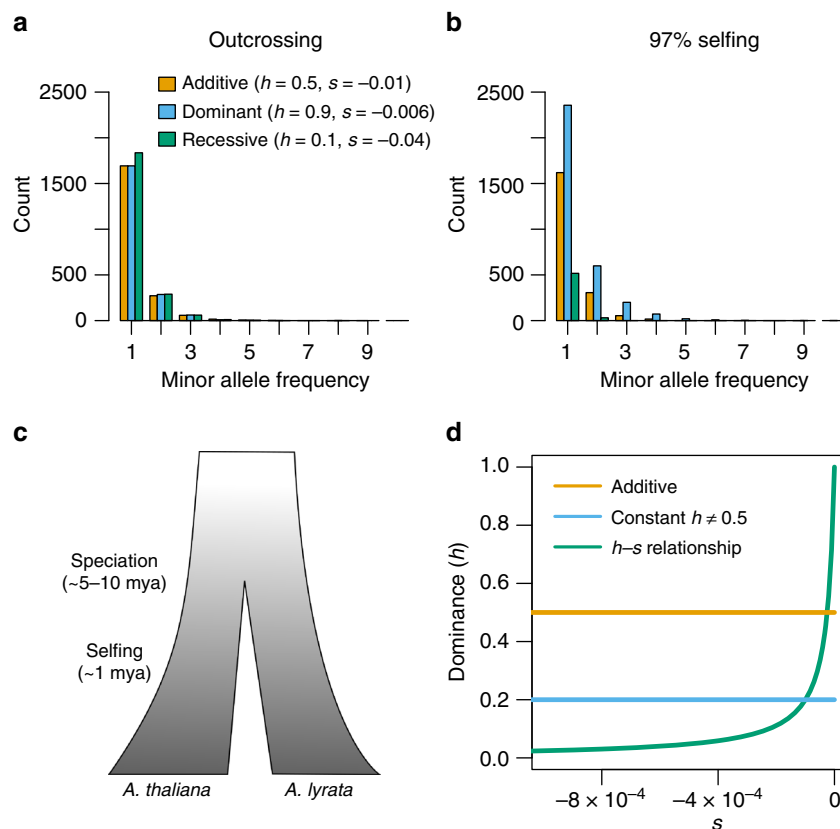 a
Outcrossing
Additive (h = 0.5, s = –0.01)
Dominant (h = 0.9, s = –0.006)
Recessive (h = 0.1, s = –0.04)
2500
1500
500
0
Count
1 3 5 7 9
Minor allele frequency
b
97% selfing
2500
1500
500
0
Count
1 3 5 7 9
Minor allele frequency
c
Speciation
(~5–10 mya)
Selfing
(~1 mya)
A. thaliana
A. lyrata
d
Additive
Constant h ≠ 0.5
h–s relationship
1.0
0.8
0.6
0.4
0.2
0.0
Dominance (h)
–8 × 10⁻⁴ –4 × 10⁻⁴ 0
s